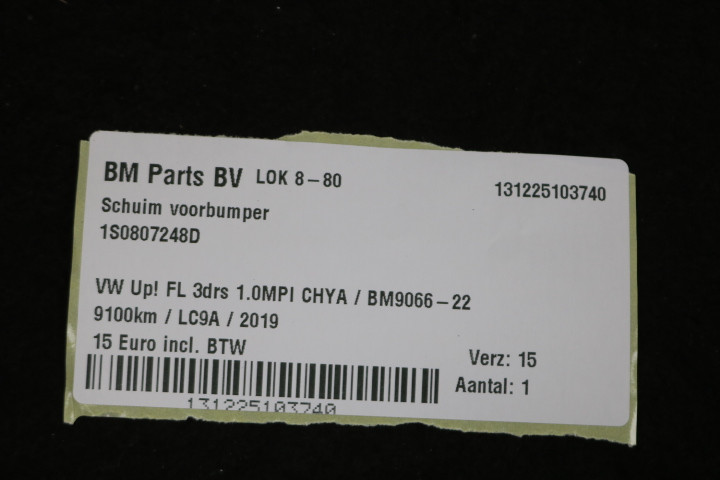 BM Parts BV LOK 8-80
131225103740
Schuim voorbumper
1S0807248D
VW Up! FL 3drs 1.0MPI CHYA / BM9066-22
9100km / LC9A / 2019
15 Euro incl. BTW
Verz: 15
Aantal: 1
131225103740